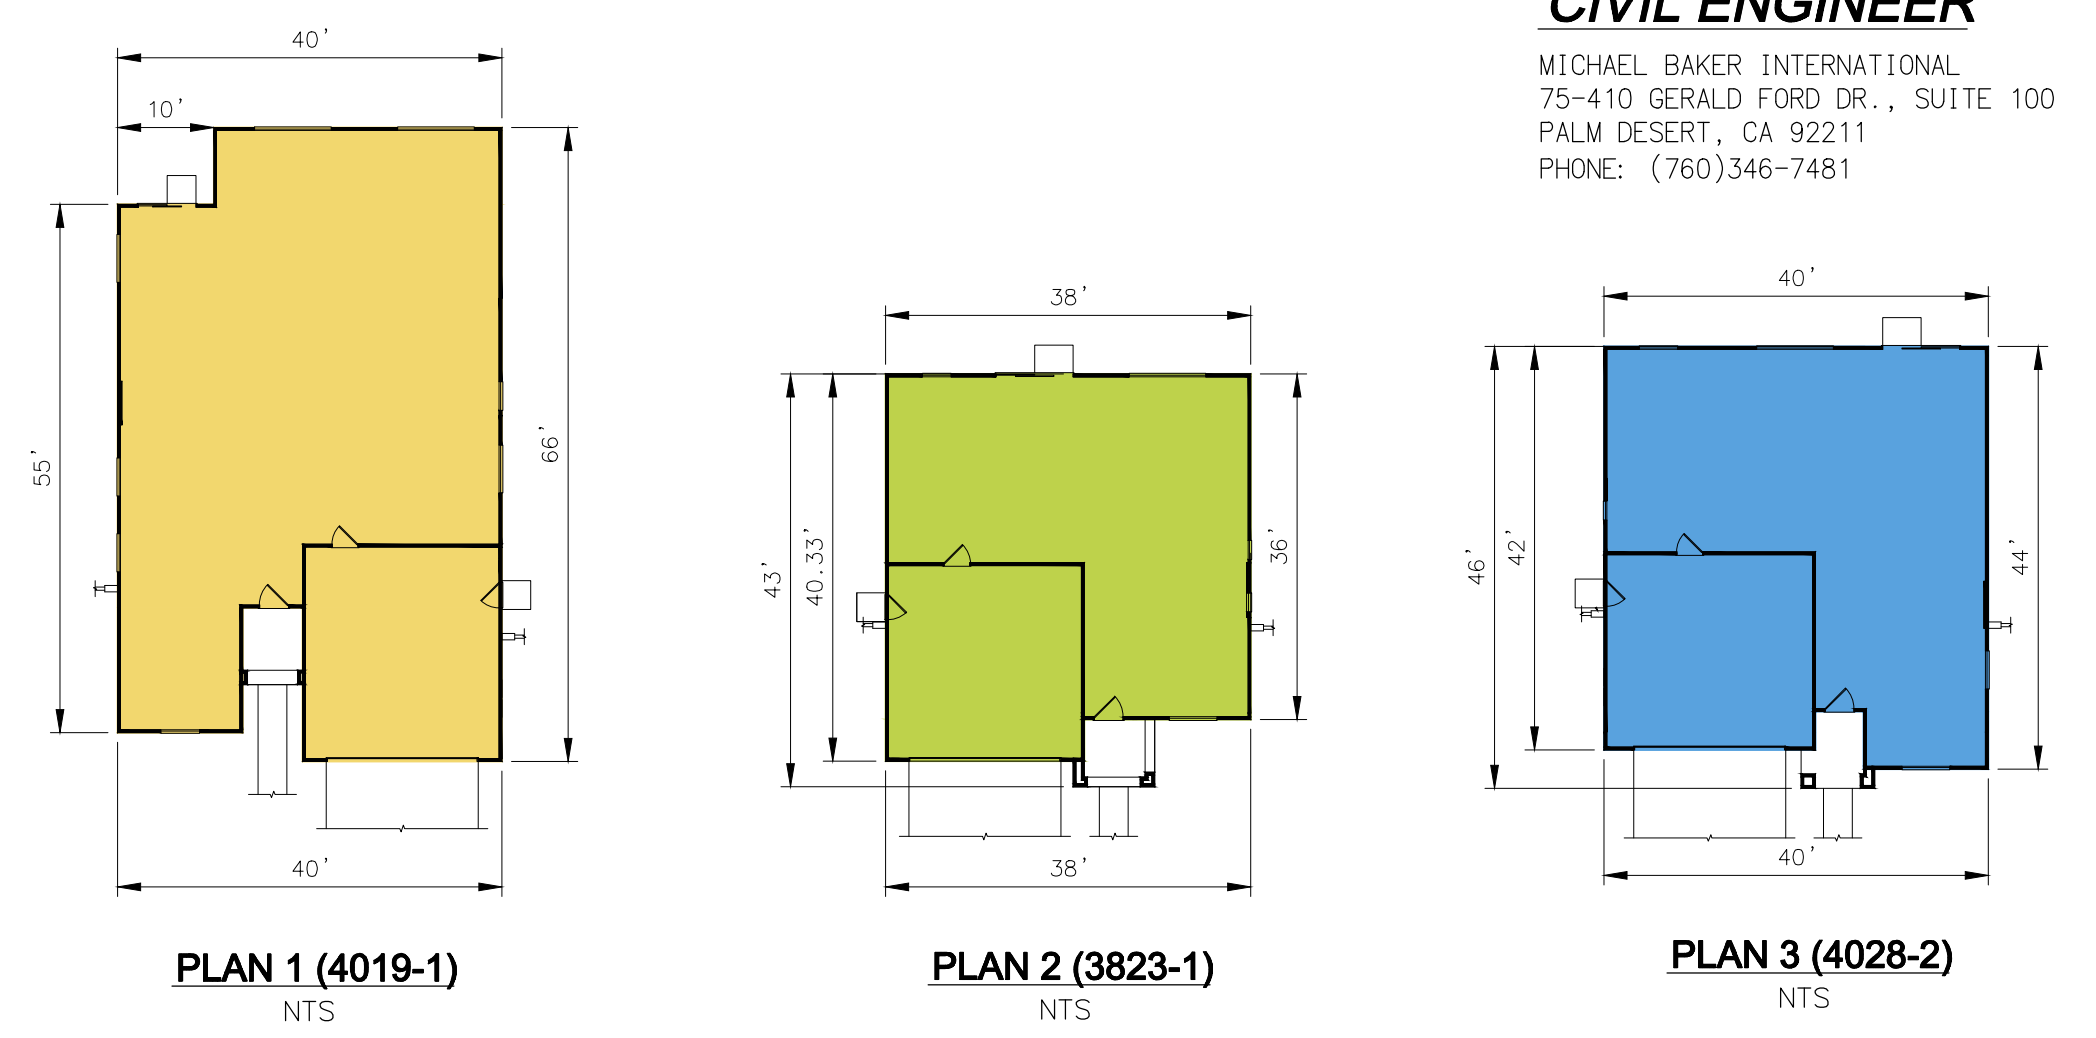 CIVIL ENGINEER
MICHAEL BAKER INTERNATIONAL
75-410 GERALD FORD DR., SUITE 100
PALM DESERT, CA 92211
PHONE: (760)346-7481
40'
10'
55'
66'
40'
PLAN 1 (4019-1)
NTS
38'
43'
40.33'
36'
38'
PLAN 2 (3823-1)
NTS
40'
46'
42'
44'
40'
PLAN 3 (4028-2)
NTS